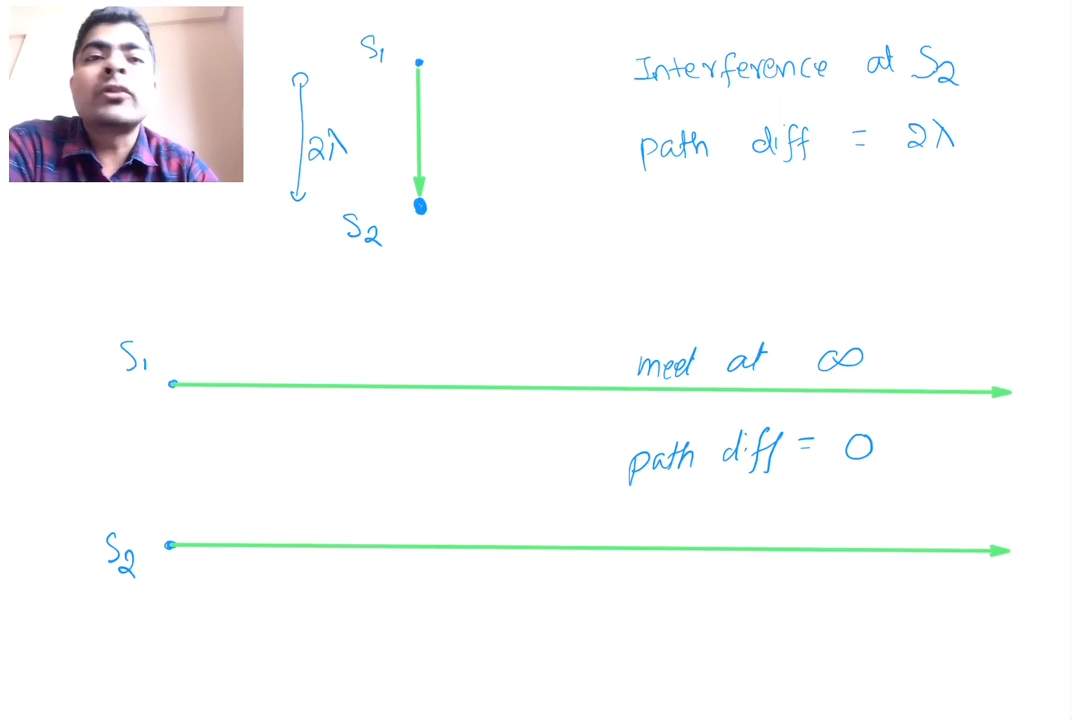 S1
Interference at S2
2λ
path diff = 2λ
S2
S1
meet at ∞
path diff = 0
S2